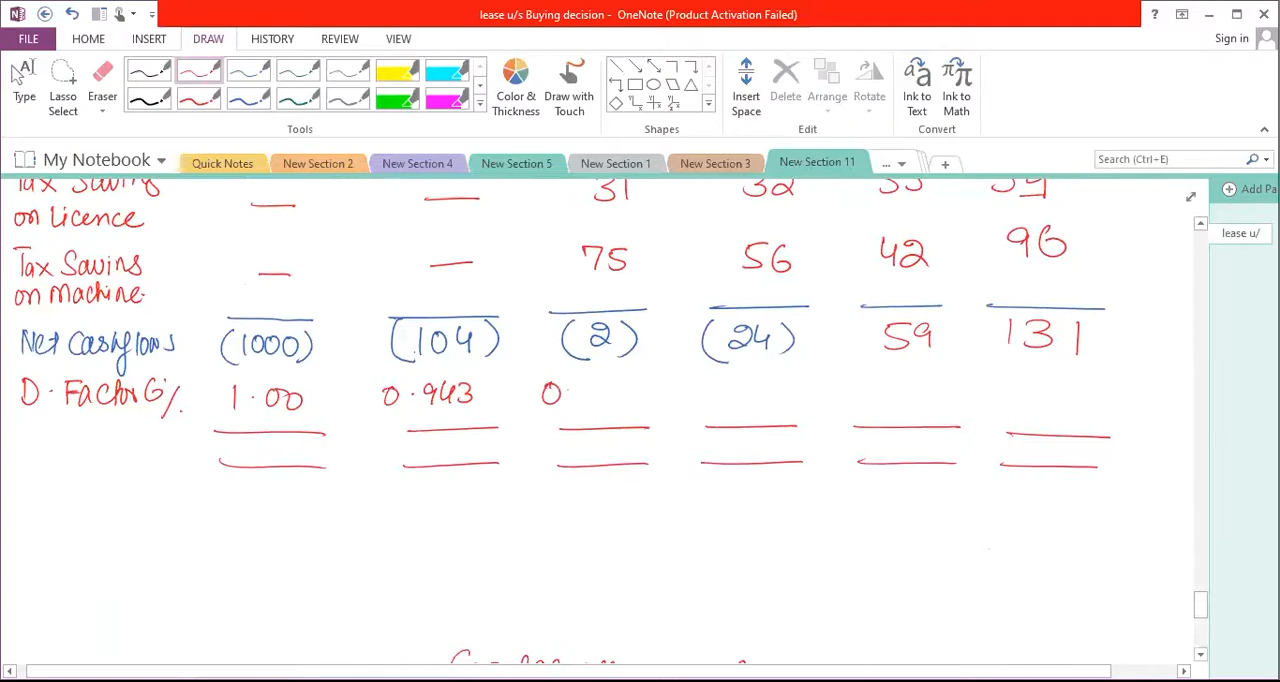 lease u/s Buying decision - OneNote (Product Activation Failed)
FILE HOME INSERT DRAW HISTORY REVIEW VIEW Sign in
Type Lasso Select Eraser Color & Thickness Draw with Touch Insert Space Delete Arrange Rotate Ink to Text Ink to Math
Tools Shapes Edit Convert
My Notebook Quick Notes New Section 2 New Section 4 New Section 5 New Section 1 New Section 3 New Section 11 ... + Search (Ctrl+E)
Add Pa
lease u/
Tax Saving — — 31 32 33
on Licence
Tax Savins — — 75 56 42 96
on machine
Net Cashflows (1000) (104) (2) (24) 59 131
D. Factor 6% 1.00 0.943 0.